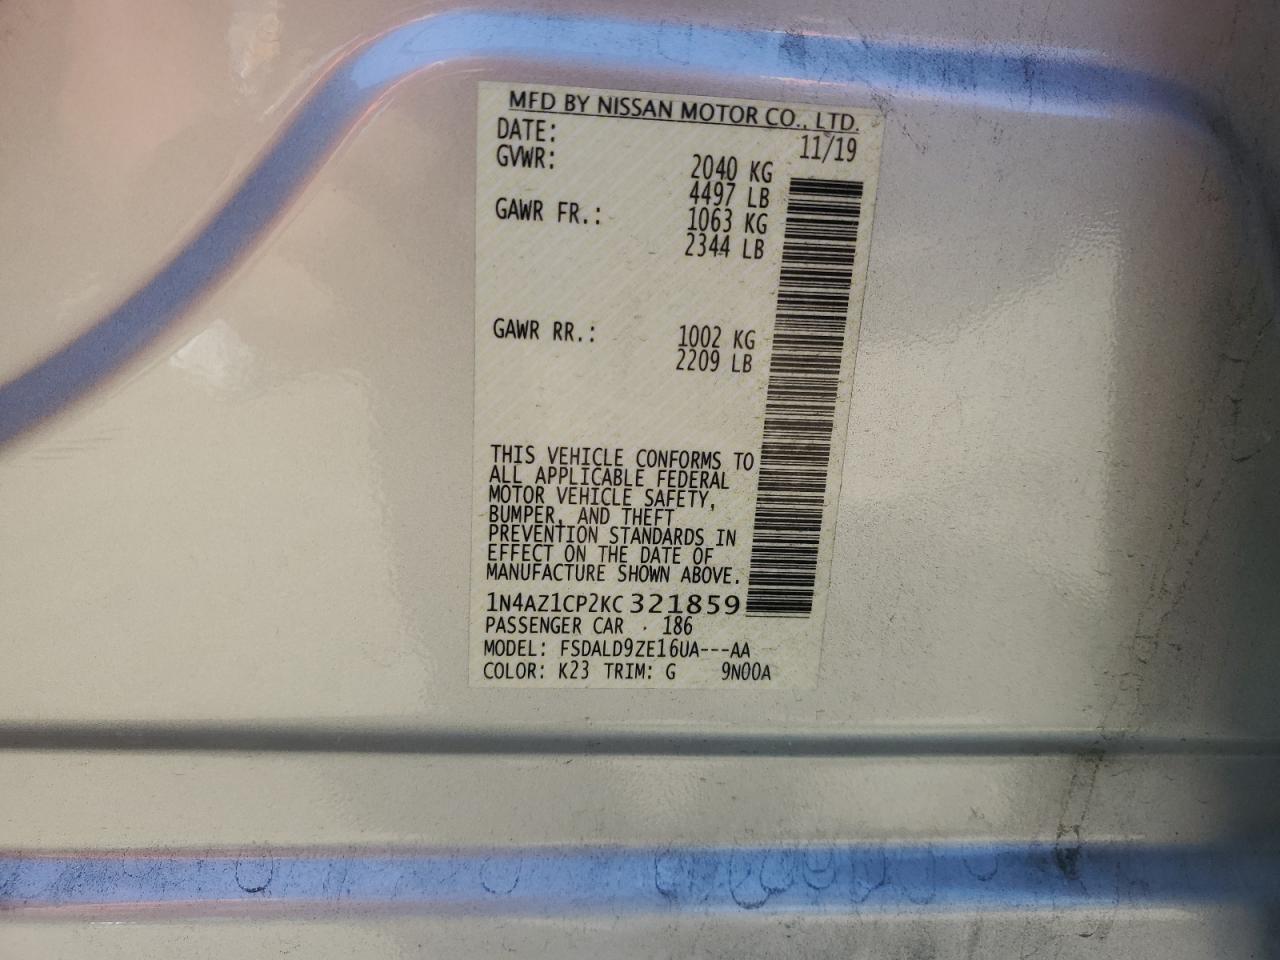 MFD BY NISSAN MOTOR CO., LTD.
DATE: 11/19
GVWR: 2040 KG
4497 LB
GAWR FR.: 1063 KG
2344 LB
GAWR RR.: 1002 KG
2209 LB
THIS VEHICLE CONFORMS TO
ALL APPLICABLE FEDERAL
MOTOR VEHICLE SAFETY,
BUMPER, AND THEFT
PREVENTION STANDARDS IN
EFFECT ON THE DATE OF
MANUFACTURE SHOWN ABOVE.
1N4AZ1CP2KC321859
PASSENGER CAR · 186
MODEL: FSDALD9ZE16UA---AA
COLOR: K23 TRIM: G 9N00A